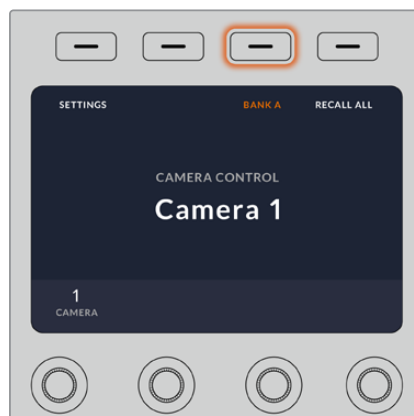 SETTINGS BANK A RECALL ALL
CAMERA CONTROL
Camera 1
1
CAMERA